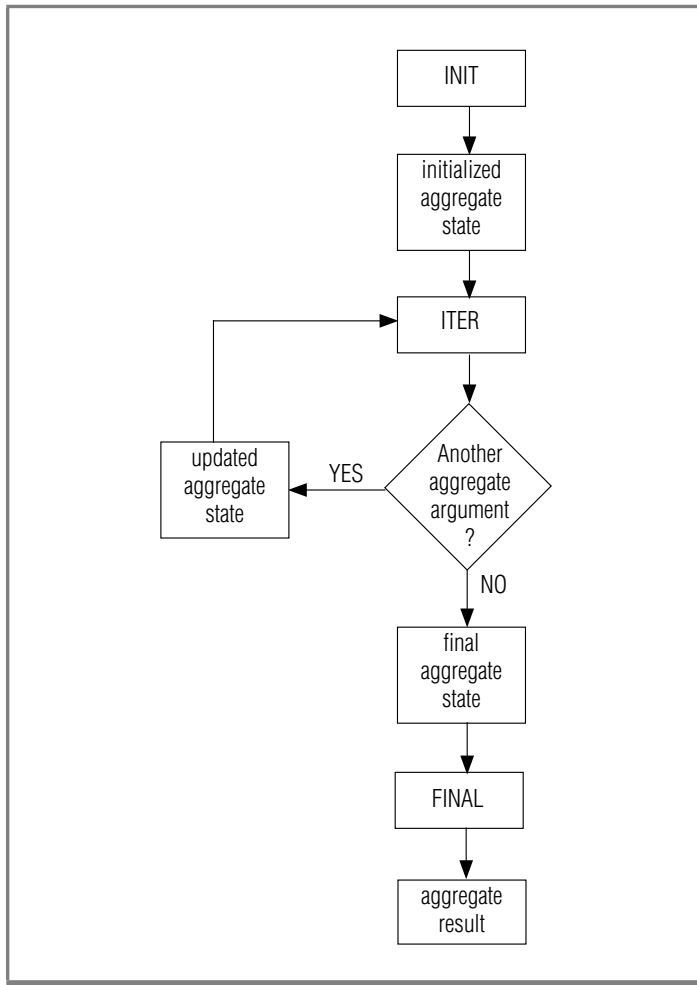 INIT
initialized
aggregate
state
ITER
Another
aggregate
argument
?
YES
updated
aggregate
state
NO
final
aggregate
state
FINAL
aggregate
result